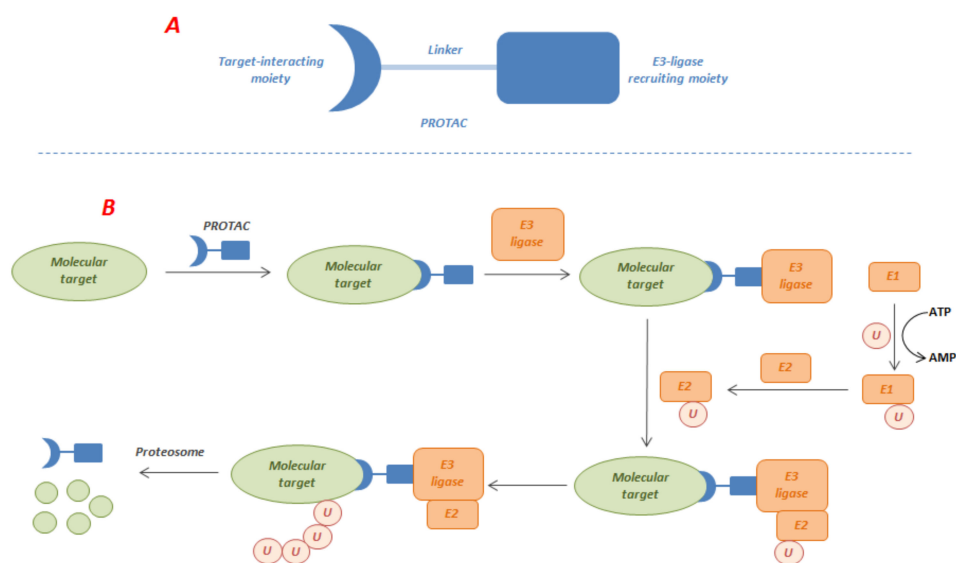 A
Target-interacting
moiety
Linker
E3-ligase
recruiting moiety
PROTAC
B
Molecular
target
PROTAC
Molecular
target
E3
ligase
Molecular
target
E3
ligase
E1
U
ATP
AMP
E1
U
E2
E2
U
Molecular
target
E3
ligase
E2
U
Molecular
target
E3
ligase
E2
U
U
U
U
Proteosome